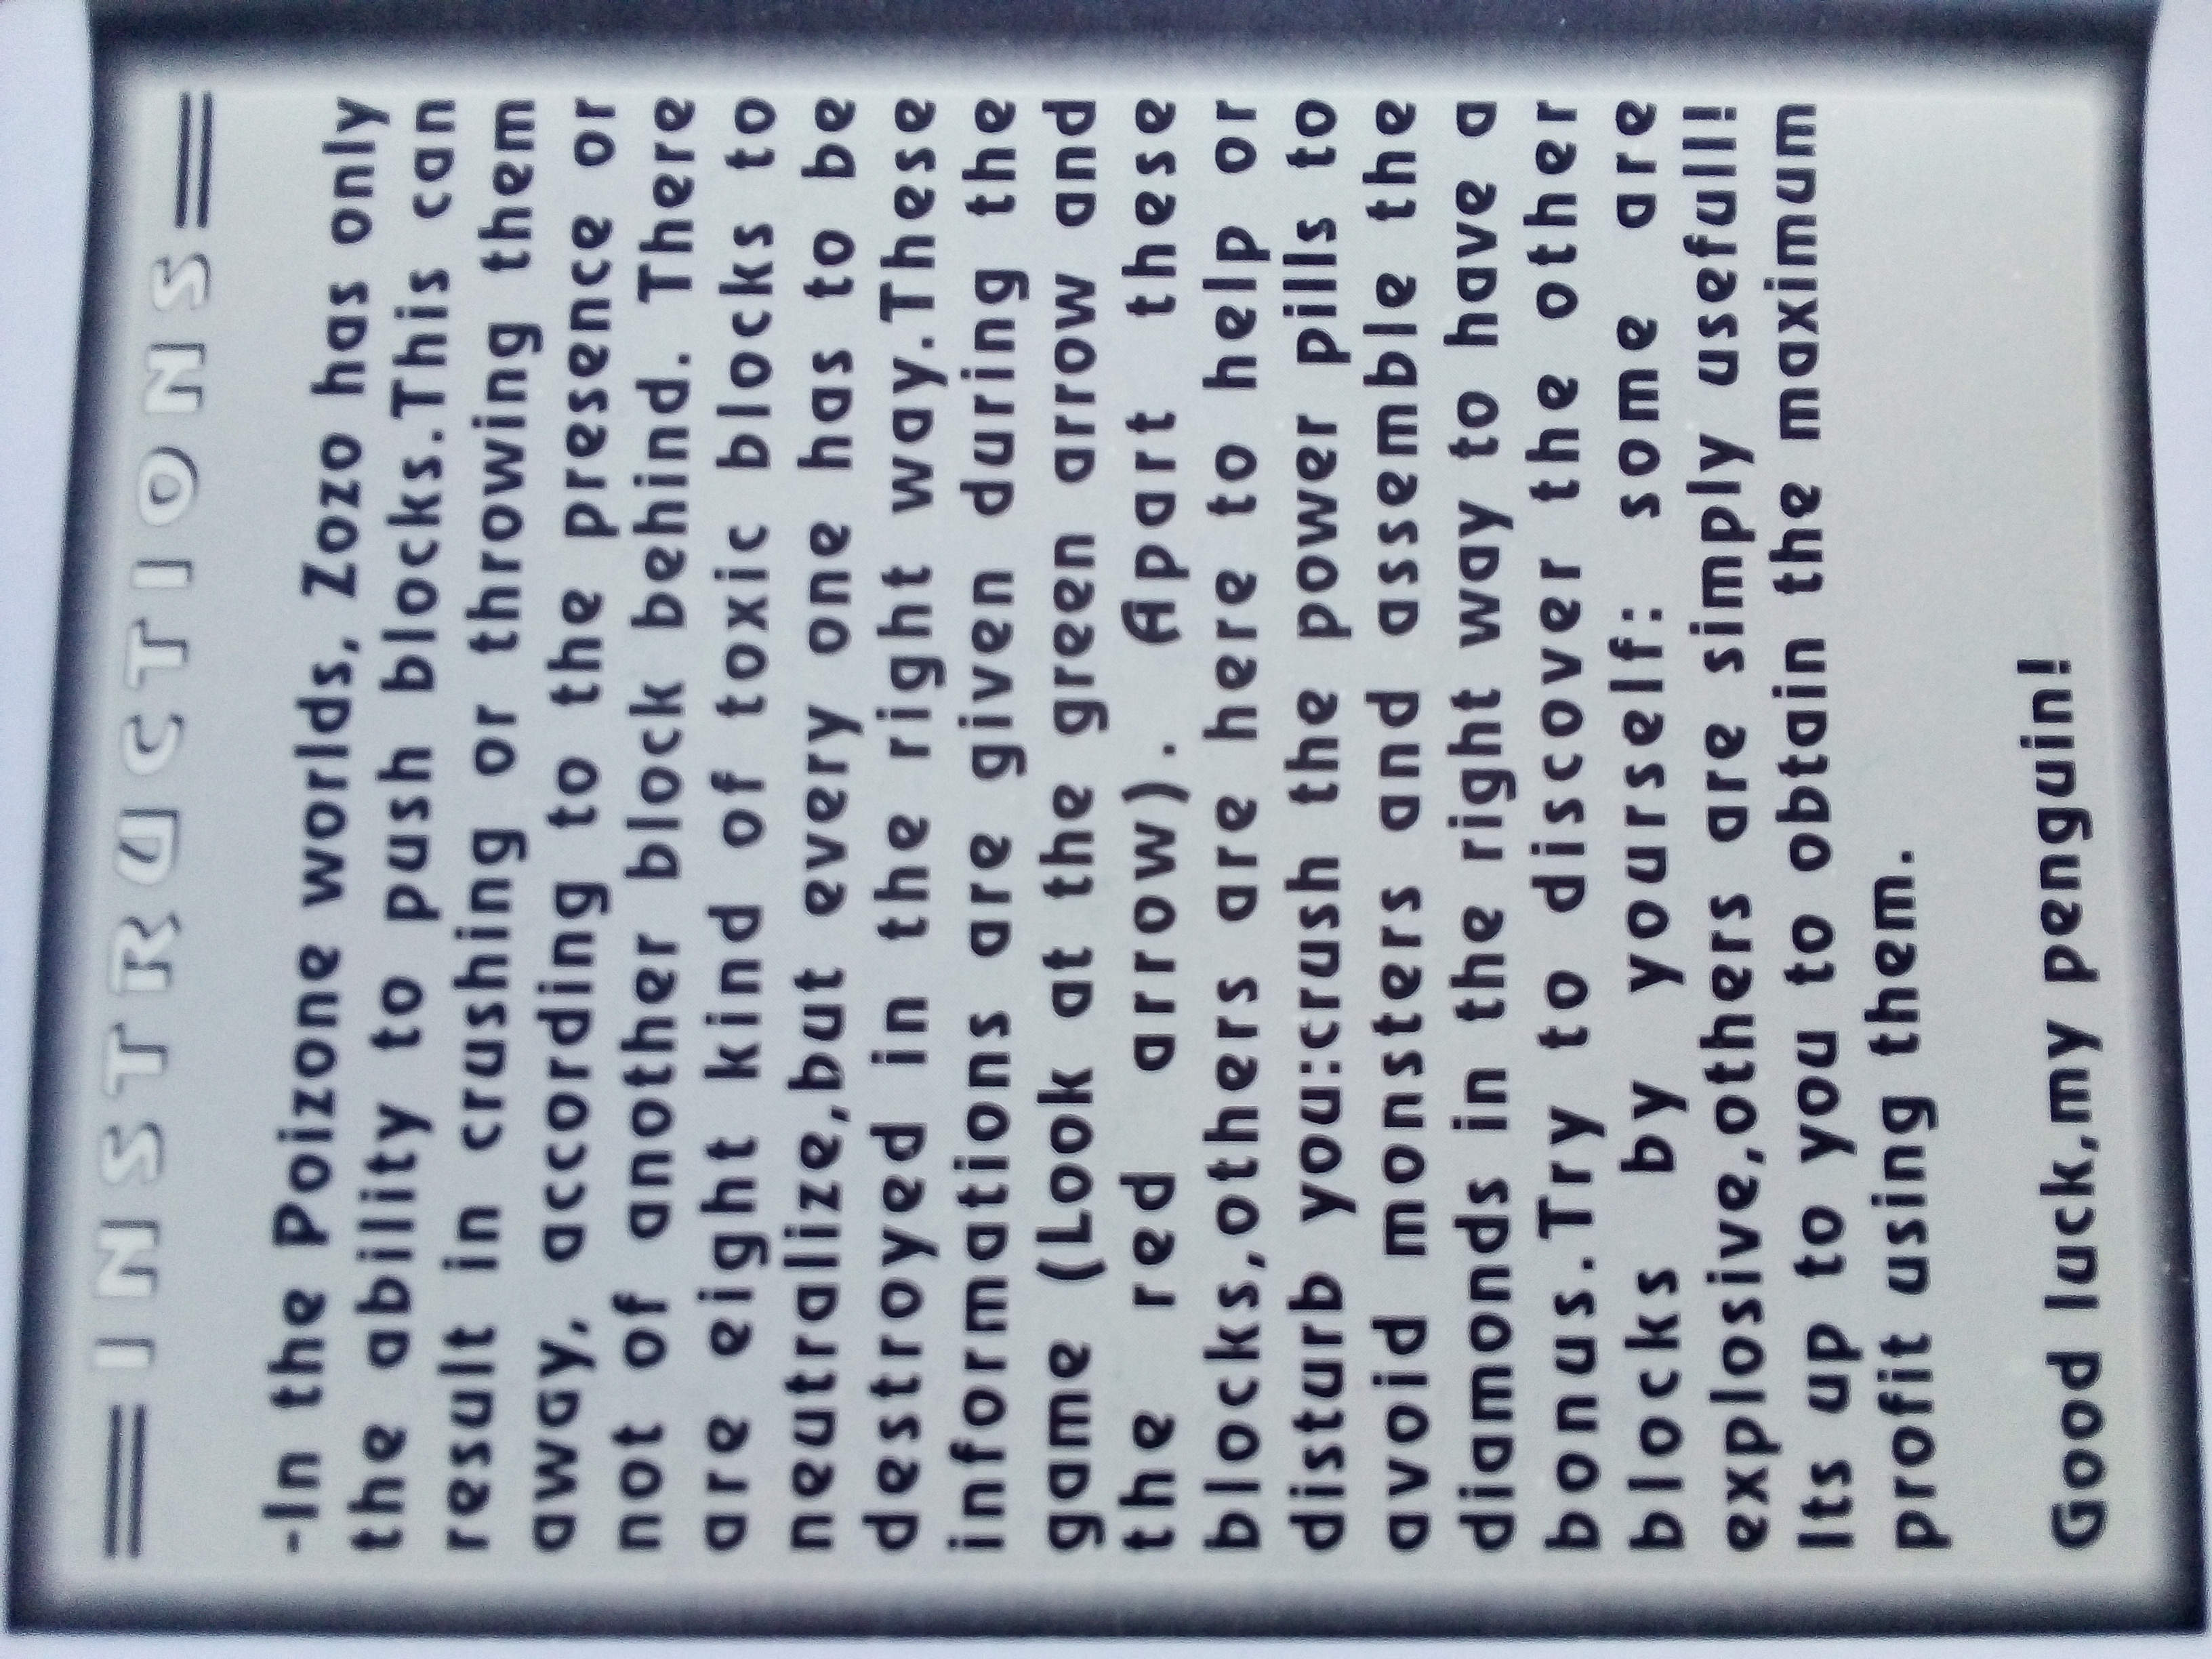 INSTRUCTIONS
-In the Poizone worlds, Zozo has only
the ability to push blocks.This can
result in crushing or throwing them
away, according to the presence or
not of another block behind. There
are eight kind of toxic blocks to
neutralize,but every one has to be
destroyed in the right way.These
informations are given during the
game (Look at the green arrow and
the red arrow). Apart these
blocks,others are here to help or
disturb you:crush the power pills to
avoid monsters and assemble the
diamonds in the right way to have a
bonus.Try to discover the other
blocks by yourself: some are
explosive,others are simply usefull!
Its up to you to obtain the maximum
profit using them.
Good luck,my penguin!